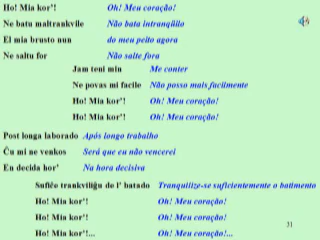 Ho! Mia kor'! Oh! Meu coração!
Ne batu maltrankvile Não bata intranqüilo
El mia brusto nun do meu peito agora
Ne saltu for Não salte fora
Jam teni min Me conter
Ne povas mi facile Não posso mais facilmente
Ho! Mia kor'! Oh! Meu coração!
Ho! Mia kor'! Oh! Meu coração!
Post longa laborado Após longo trabalho
Ĉu mi ne venkos Será que eu não vencerei
En decida hor' Na hora decisiva
Sufiĉe trankviliĝu de l' batado Tranquilize-se suficientemente o batimento
Ho! Mia kor'! Oh! Meu coração!
Ho! Mia kor'! Oh! Meu coração!
Ho! Mia kor'!... Oh! Meu coração!...
31